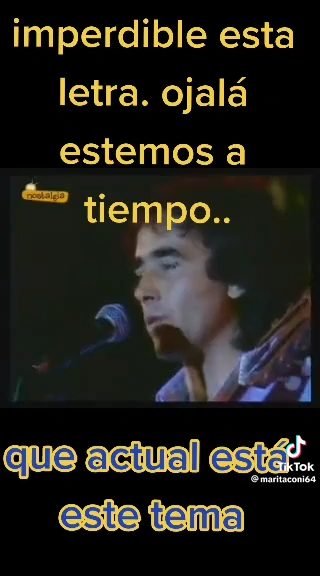 imperdible esta
letra. ojalá
estemos a
tiempo..
nostalgia
que actual está
este tema
TikTok
@maritaconi64